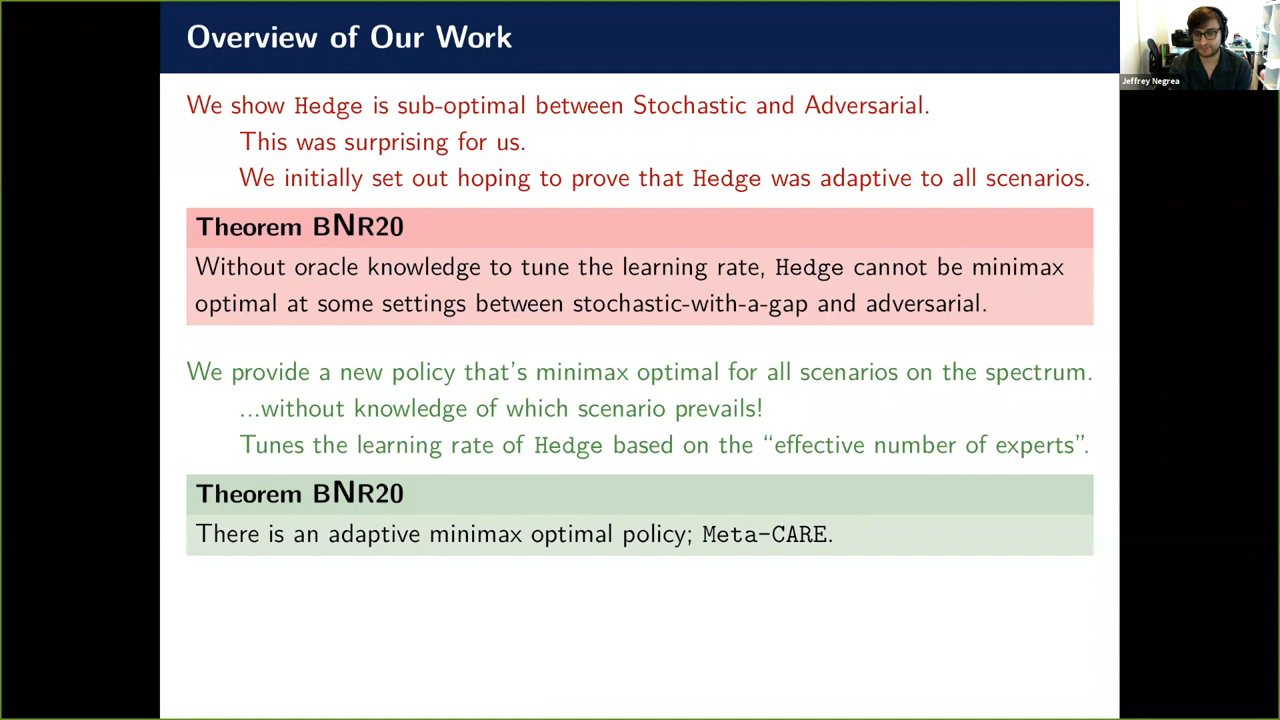 Overview of Our Work
Jeffrey Negrea
We show Hedge is sub-optimal between Stochastic and Adversarial.
This was surprising for us.
We initially set out hoping to prove that Hedge was adaptive to all scenarios.
Theorem BNR20
Without oracle knowledge to tune the learning rate, Hedge cannot be minimax
optimal at some settings between stochastic-with-a-gap and adversarial.
We provide a new policy that's minimax optimal for all scenarios on the spectrum.
...without knowledge of which scenario prevails!
Tunes the learning rate of Hedge based on the “effective number of experts”.
Theorem BNR20
There is an adaptive minimax optimal policy; Meta-CARE.